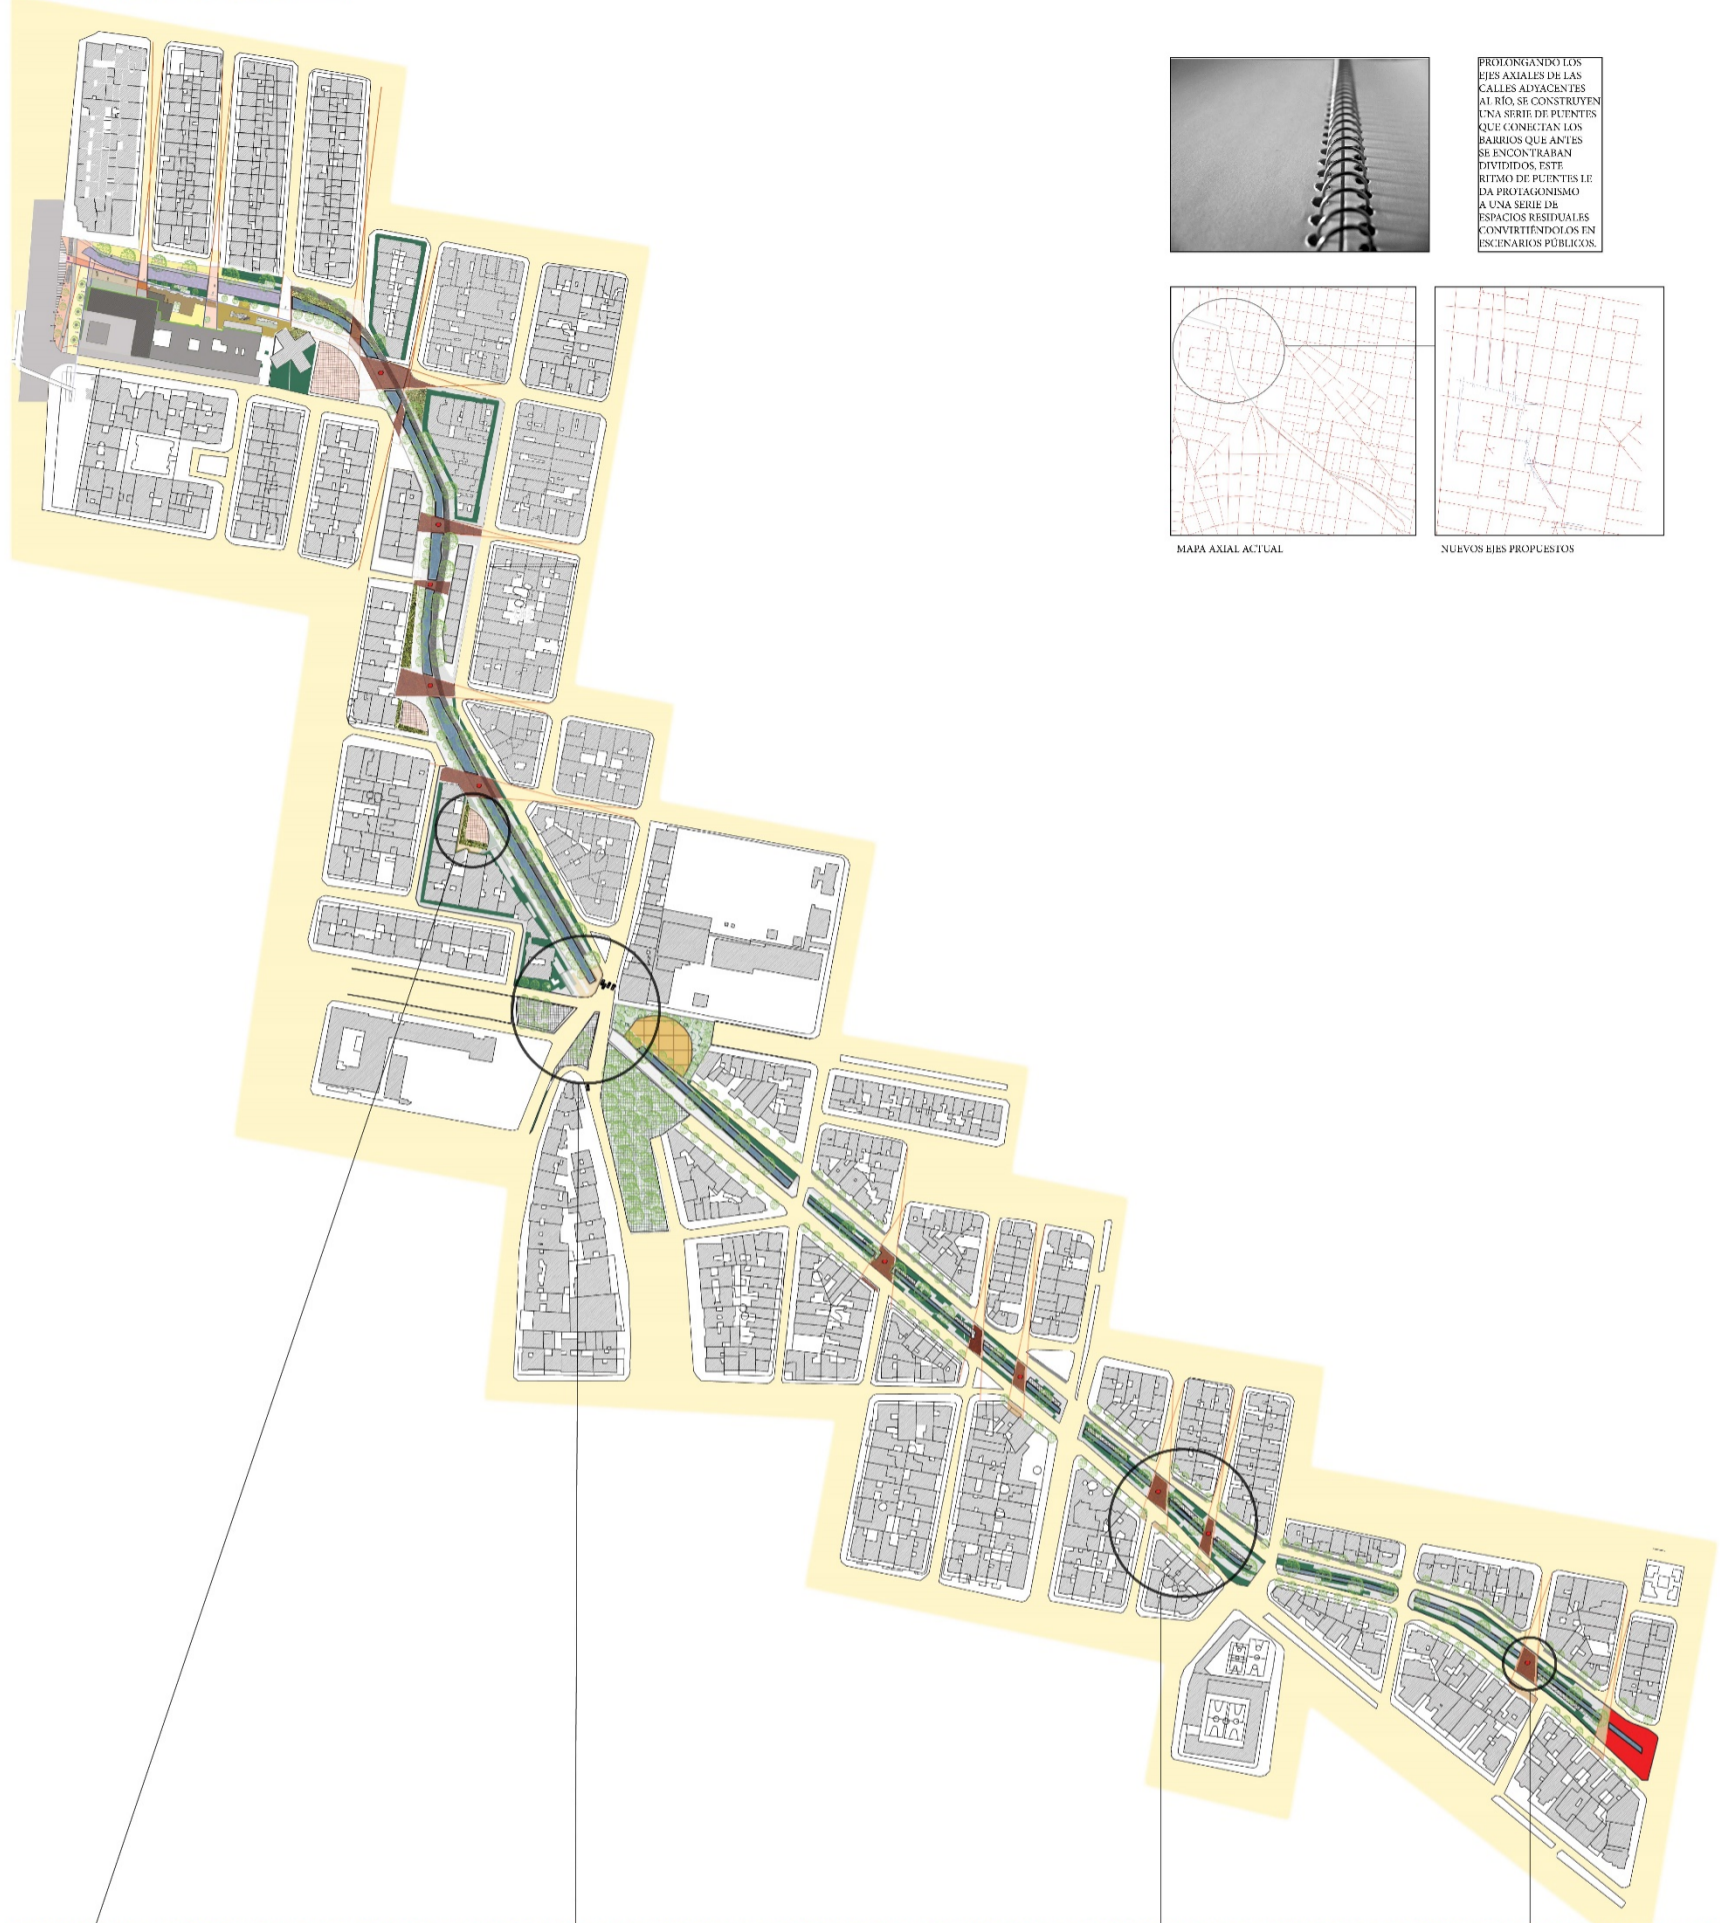 PROLONGANDO LOS
EJES AXIALES DE LAS
CALLES ADYACENTES
AL RÍO, SE CONSTRUYEN
UNA SERIE DE PUENTES
QUE CONECTAN LOS
BARRIOS QUE ANTES
SE ENCONTRABAN
DIVIDIDOS, ESTE
RITMO DE PUENTES LE
DA PROTAGONISMO
A UNA SERIE DE
ESPACIOS RESIDUALES
CONVIRTIÉNDOLOS EN
ESCENARIOS PÚBLICOS.
MAPA AXIAL ACTUAL
NUEVOS EJES PROPUESTOS